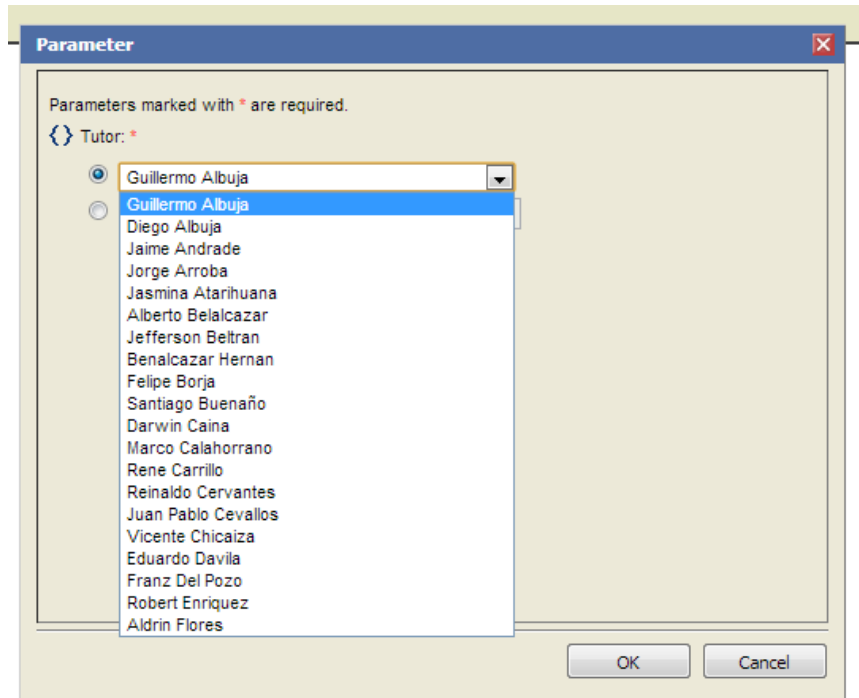 Parameter
Parameters marked with * are required.
{} Tutor: *
Guillermo Albuja
Guillermo Albuja
Diego Albuja
Jaime Andrade
Jorge Arroba
Jasmina Atarihuana
Alberto Belalcazar
Jefferson Beltran
Benalcazar Hernan
Felipe Borja
Santiago Buenaño
Darwin Caina
Marco Calahorrano
Rene Carrillo
Reinaldo Cervantes
Juan Pablo Cevallos
Vicente Chicaiza
Eduardo Davila
Franz Del Pozo
Robert Enriquez
Aldrin Flores
OK Cancel